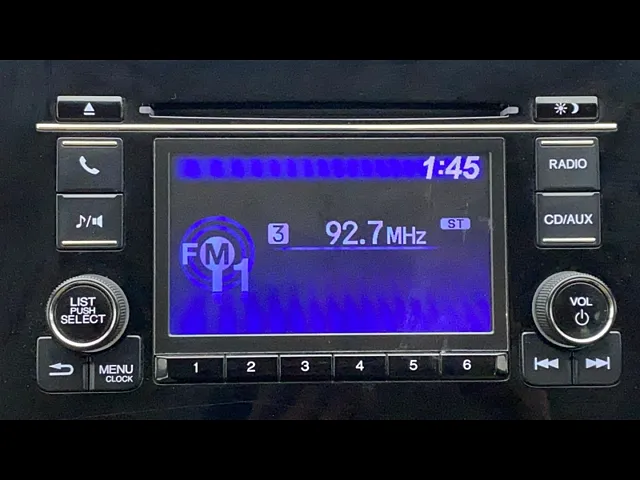 1:45
RADIO
3 92.7MHz ST
CD/AUX
FM1
LIST
PUSH
SELECT
VOL
MENU
CLOCK
1 2 3 4 5 6